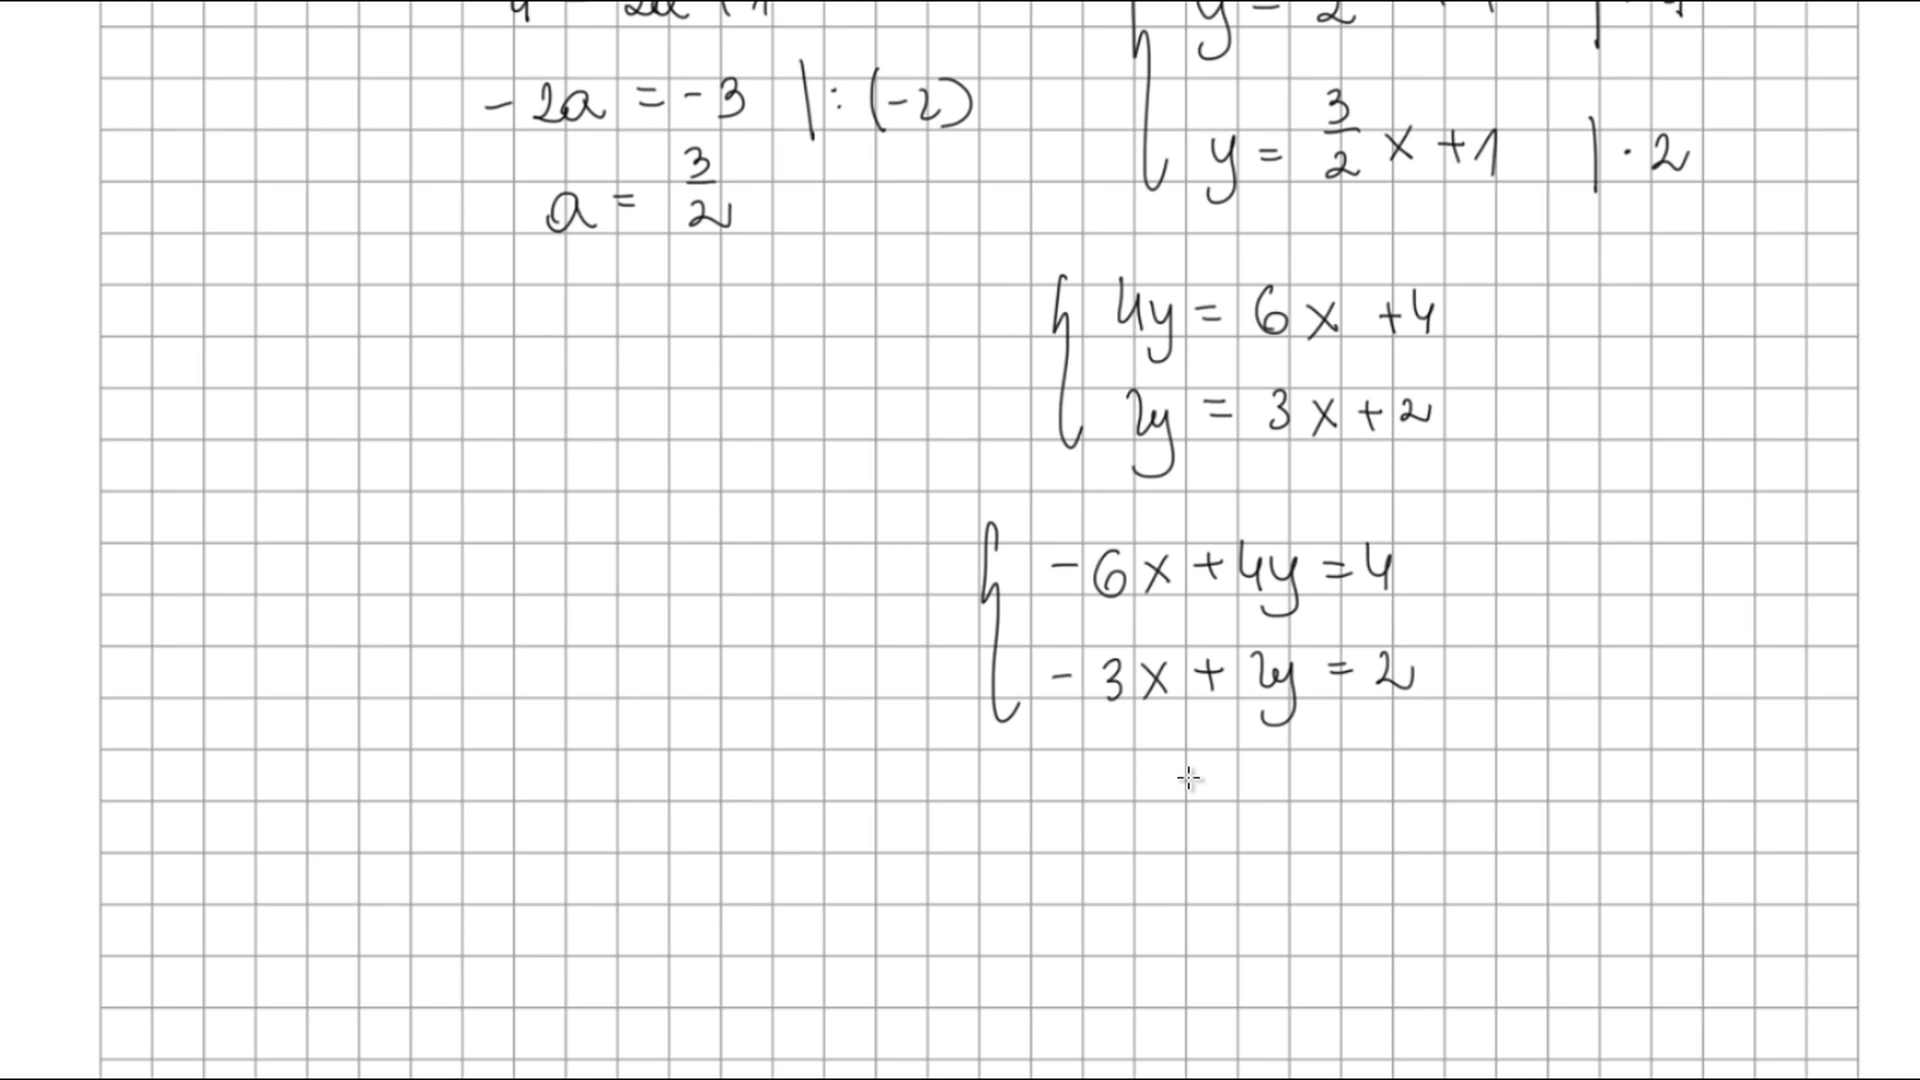 -2a = -3 | : (-2)
a = 3/2
y = 3/2 x + 1 | · 2
4y = 6x + 4
2y = 3x + 2
-6x + 4y = 4
-3x + 2y = 2